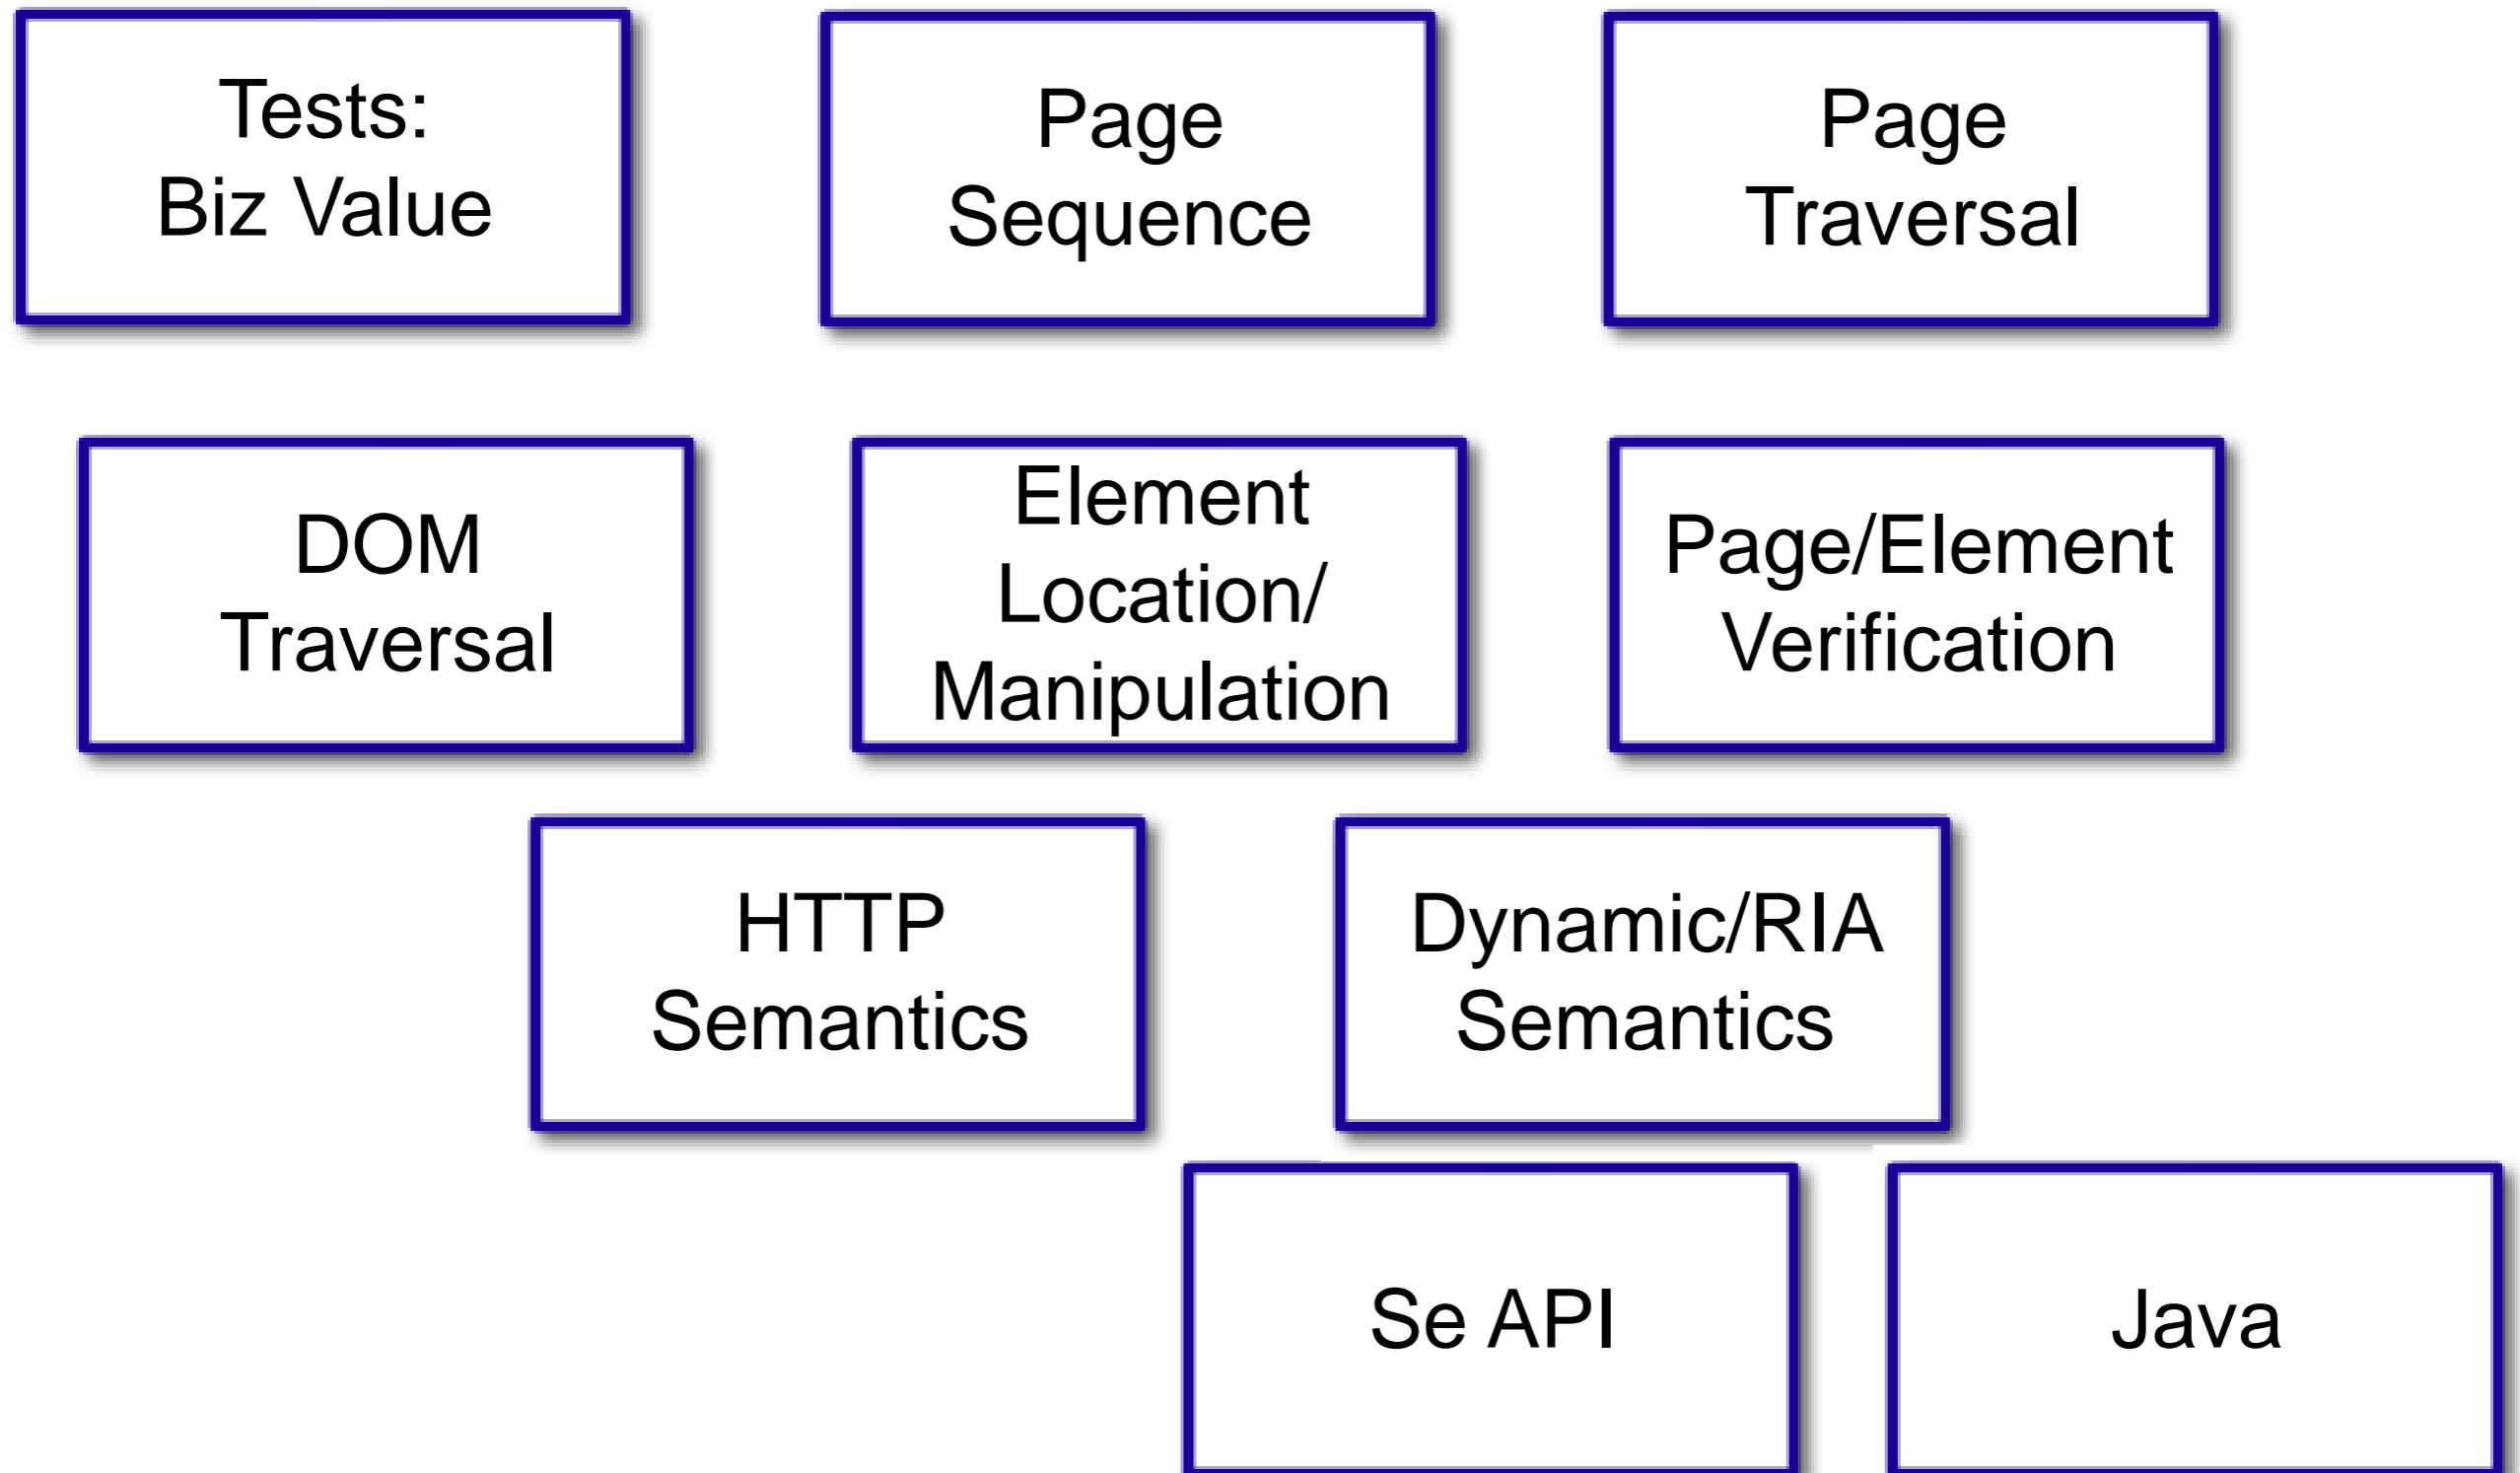 Tests:
Biz Value
Page
Sequence
Page
Traversal
DOM
Traversal
Element
Location/
Manipulation
Page/Element
Verification
HTTP
Semantics
Dynamic/RIA
Semantics
Se API
Java